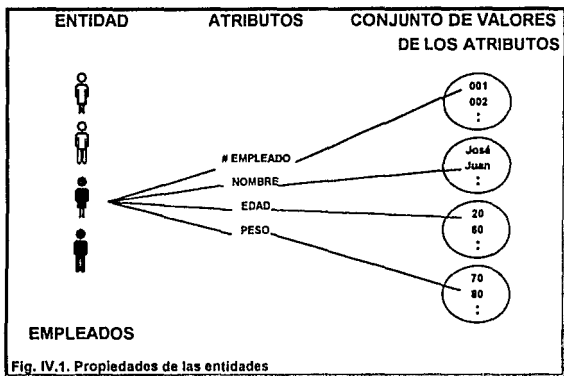 ENTIDAD ATRIBUTOS CONJUNTO DE VALORES
DE LOS ATRIBUTOS
001
002
:
# EMPLEADO
José
Juan
:
NOMBRE
EDAD
20
60
:
PESO
70
80
:
EMPLEADOS
Fig. IV.1. Propiedades de las entidades